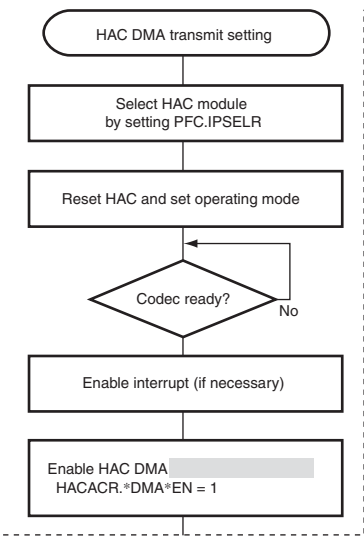 HAC DMA transmit setting
Select HAC module
by setting PFC.IPSELR
Reset HAC and set operating mode
Codec ready?
No
Enable interrupt (if necessary)
Enable HAC DMA
HACACR.*DMA*EN = 1